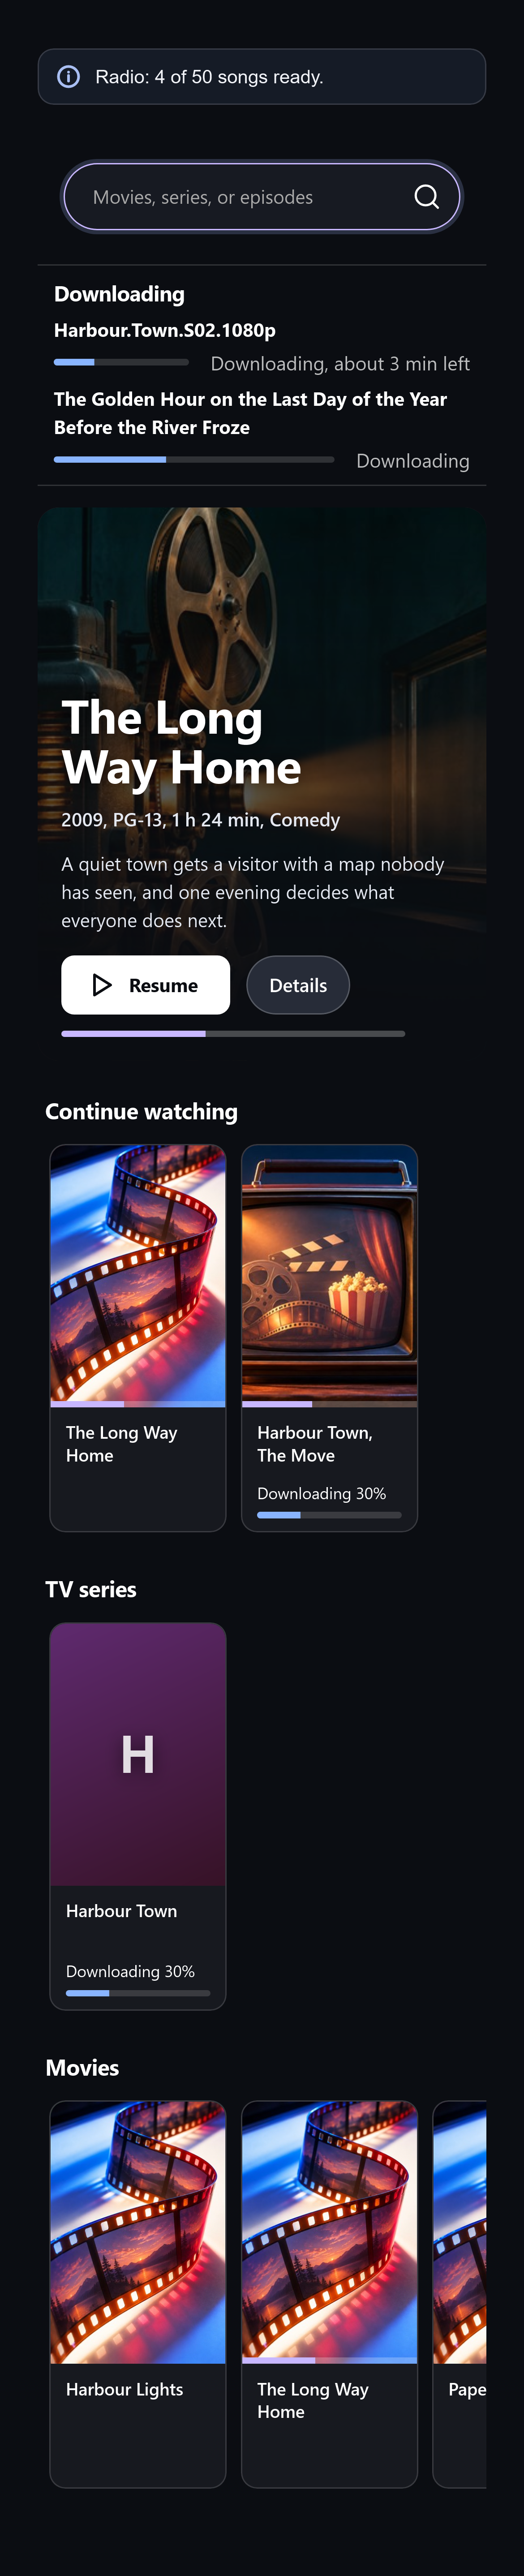 Radio: 4 of 50 songs ready.
Movies, series, or episodes
Downloading
Harbour.Town.S02.1080p
Downloading, about 3 min left
The Golden Hour on the Last Day of the Year
Before the River Froze
Downloading
The Long
Way Home
2009, PG-13, 1 h 24 min, Comedy
A quiet town gets a visitor with a map nobody
has seen, and one evening decides what
everyone does next.
Resume
Details
Continue watching
The Long Way
Home
Harbour Town,
The Move
Downloading 30%
TV series
H
Harbour Town
Downloading 30%
Movies
Harbour Lights
The Long Way
Home
Pape